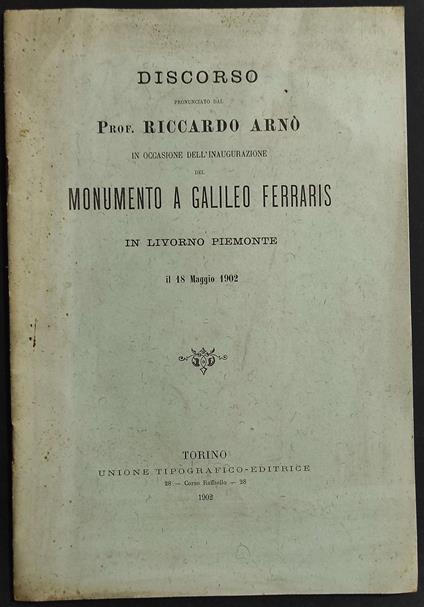 DISCORSO
PRONUNCIATO DAL
PROF. RICCARDO ARNÒ
IN OCCASIONE DELL'INAUGURAZIONE
DEL
MONUMENTO A GALILEO FERRARIS
IN LIVORNO PIEMONTE
il 18 Maggio 1902
TORINO
UNIONE TIPOGRAFICO-EDITRICE
28 — Corso Raffaello — 28
1902